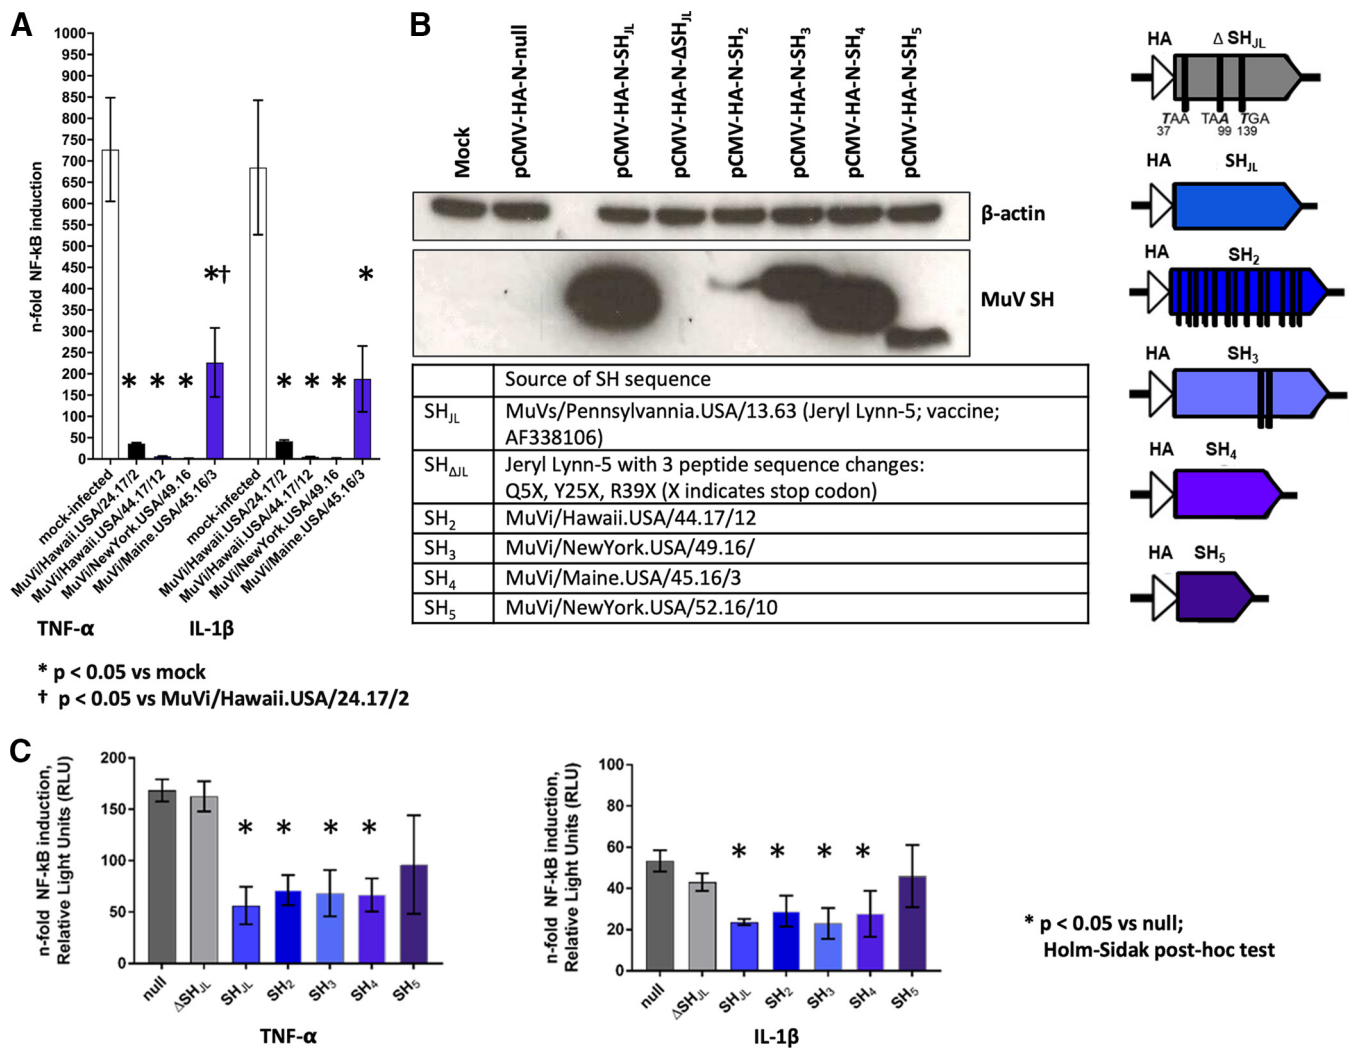 A
1000
950
900
850
800
750
700
650
600
550
500
450
400
350
300
250
200
150
100
50
0
n-fold NF-kB induction
* * * *†
* * * *
mock-infected
MuVi/Hawaii.USA/24.17/2
MuVi/Hawaii.USA/44.17/12
MuVi/NewYork.USA/49.16
MuVi/Maine.USA/45.16/3
mock-infected
MuVi/Hawaii.USA/24.17/2
MuVi/Hawaii.USA/44.17/12
MuVi/NewYork.USA/49.16
MuVi/Maine.USA/45.16/3
TNF-α IL-1β
* p < 0.05 vs mock
† p < 0.05 vs MuVi/Hawaii.USA/24.17/2
B
Mock
pCMV-HA-N-null
pCMV-HA-N-SH_JL
pCMV-HA-N-ΔSH_JL
pCMV-HA-N-SH₂
pCMV-HA-N-SH₃
pCMV-HA-N-SH₄
pCMV-HA-N-SH₅
β-actin
MuV SH
Source of SH sequence
SH_JL MuVs/Pennsylvannia.USA/13.63 (Jeryl Lynn-5; vaccine;
AF338106)
SH_ΔJL Jeryl Lynn-5 with 3 peptide sequence changes:
Q5X, Y25X, R39X (X indicates stop codon)
SH₂ MuVi/Hawaii.USA/44.17/12
SH₃ MuVi/NewYork.USA/49.16/
SH₄ MuVi/Maine.USA/45.16/3
SH₅ MuVi/NewYork.USA/52.16/10
HA Δ SH_JL
TAA TAA TGA
37 99 139
HA SH_JL
HA SH₂
HA SH₃
HA SH₄
HA SH₅
C
200
150
100
50
0
n-fold NF-kB induction,
Relative Light Units (RLU)
* * * *
null
ΔSH_JL
SH_JL
SH₂
SH₃
SH₄
SH₅
TNF-α
100
80
60
40
20
0
n-fold NF-kB induction,
Relative Light Units (RLU)
* * * *
null
ΔSH_JL
SH_JL
SH₂
SH₃
SH₄
SH₅
IL-1β
* p < 0.05 vs null;
Holm-Sidak post-hoc test